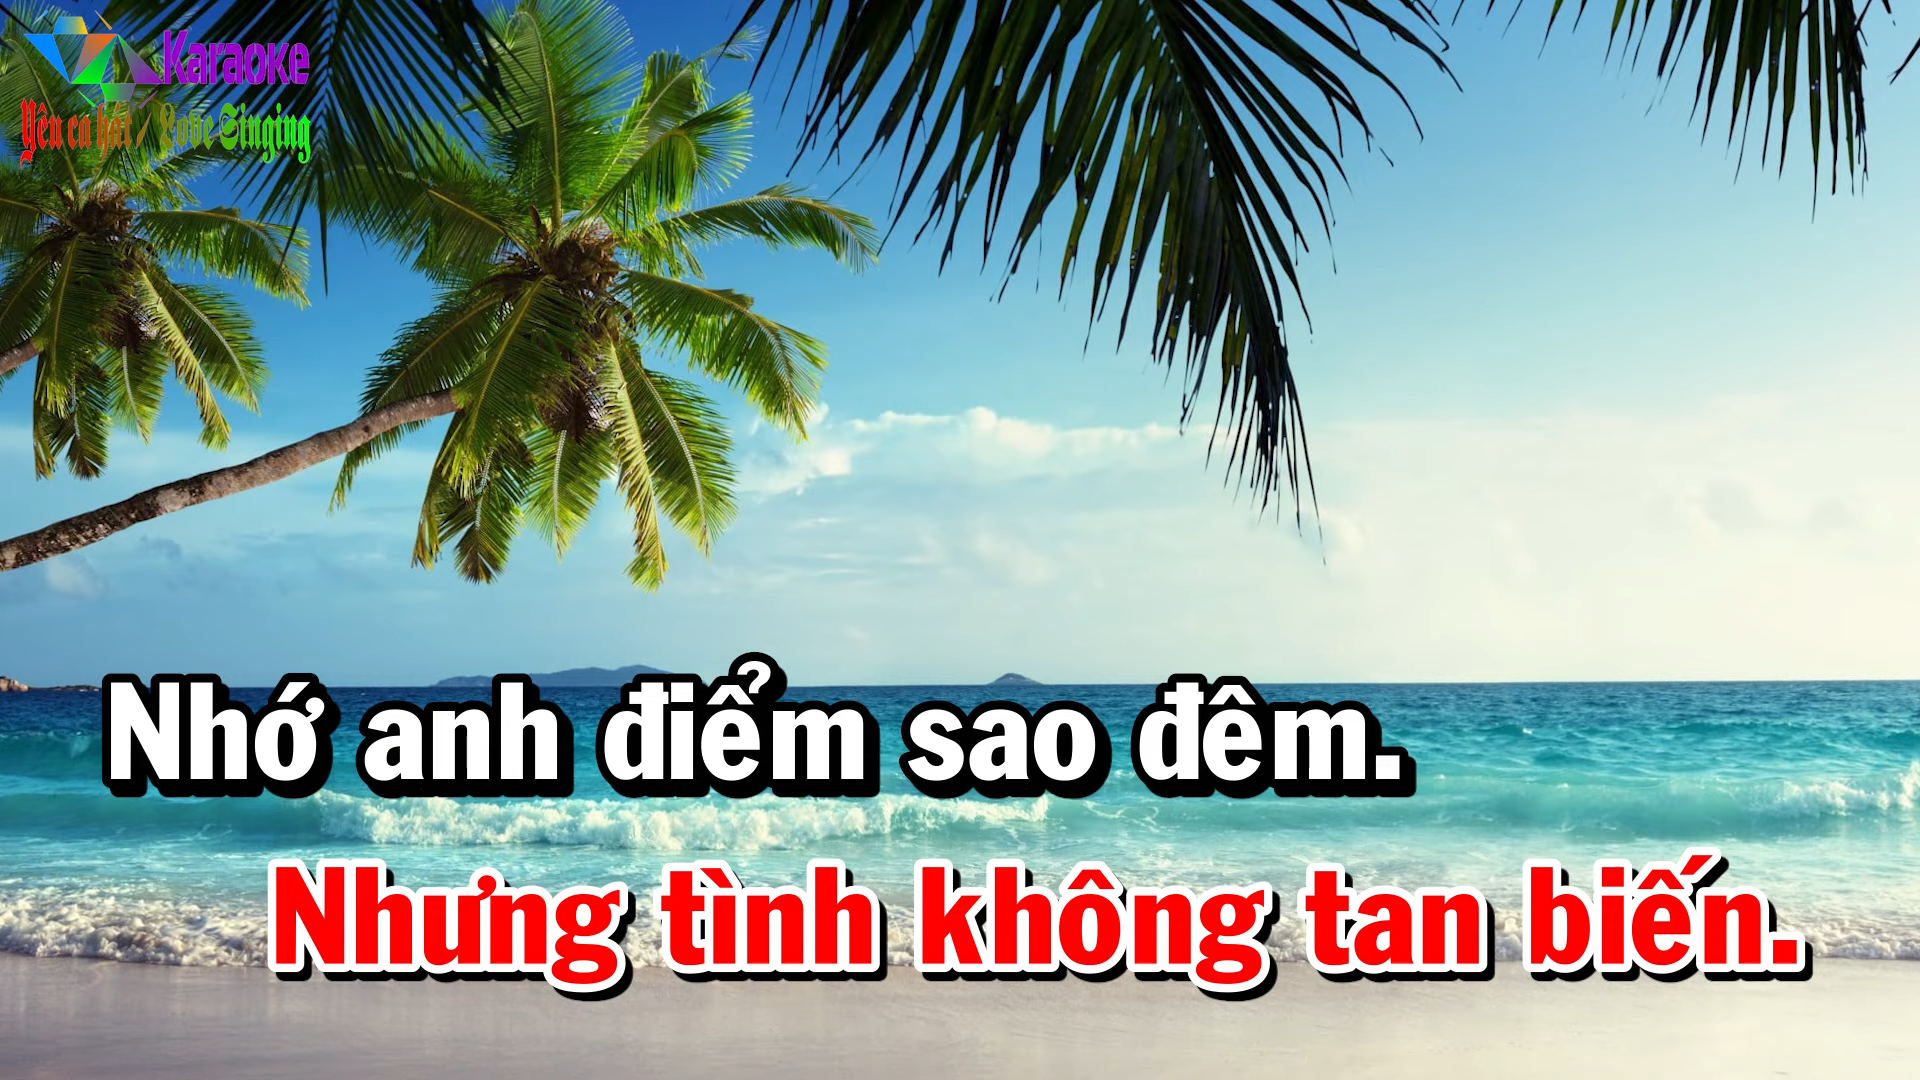 Karaoke
Yêu ca hát / Love Singing
Nhớ anh điểm sao đêm.
Nhưng tình không tan biến.